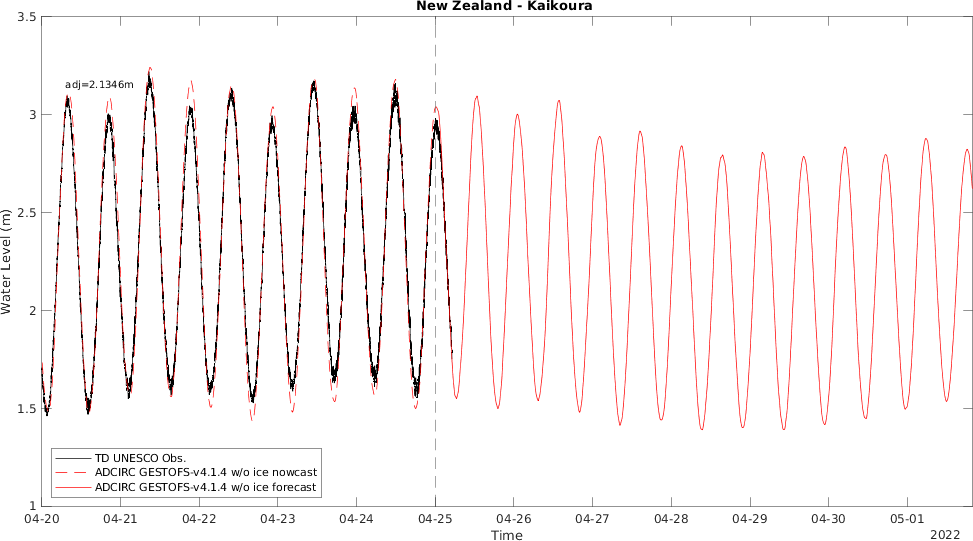 New Zealand - Kaikoura
3.5
3
2.5
2
1.5
1
Water Level (m)
adj=2.1346m
TD UNESCO Obs.
ADCIRC GESTOFS-v4.1.4 w/o ice nowcast
ADCIRC GESTOFS-v4.1.4 w/o ice forecast
04-20 04-21 04-22 04-23 04-24 04-25 04-26 04-27 04-28 04-29 04-30 05-01
Time
2022